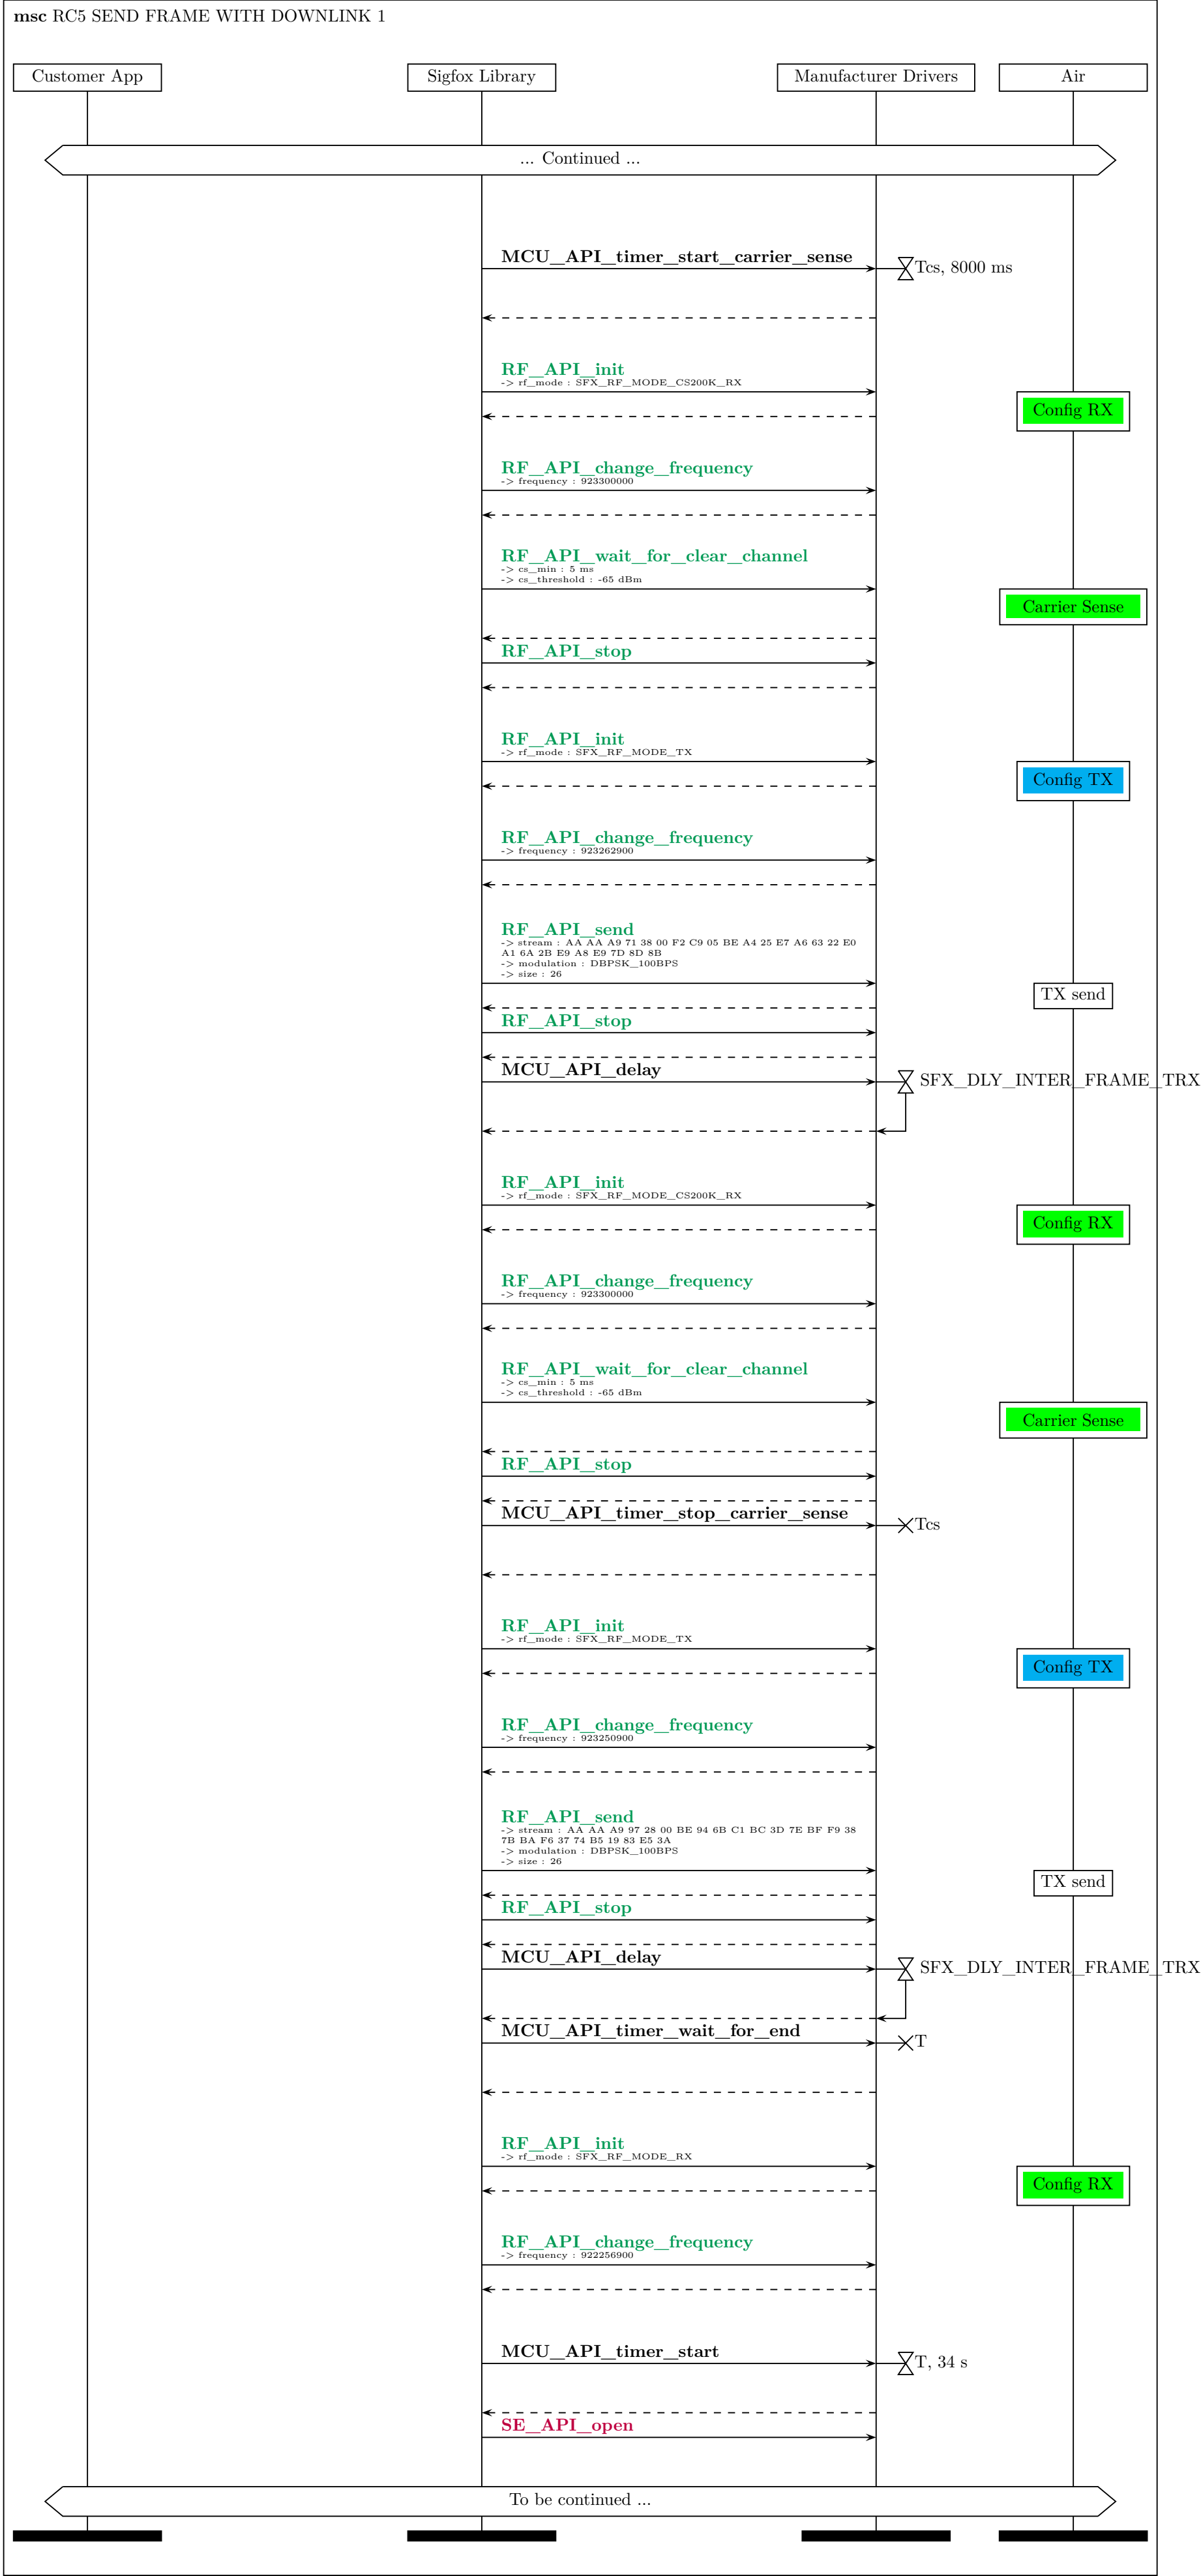 msc RC5 SEND FRAME WITH DOWNLINK 1
Customer App
Sigfox Library
Manufacturer Drivers
Air
... Continued ...
MCU_API_timer_start_carrier_sense
Tcs, 8000 ms
RF_API_init
-> rf_mode : SFX_RF_MODE_CS200K_RX
Config RX
RF_API_change_frequency
-> frequency : 923300000
RF_API_wait_for_clear_channel
-> cs_min : 5 ms
-> cs_threshold : -65 dBm
Carrier Sense
RF_API_stop
RF_API_init
-> rf_mode : SFX_RF_MODE_TX
Config TX
RF_API_change_frequency
-> frequency : 923262900
RF_API_send
-> stream : AA AA A9 71 38 00 F2 C9 05 BE A4 25 E7 A6 63 22 E0
A1 6A 2B E9 A8 E9 7D 8D 8B
-> modulation : DBPSK_100BPS
-> size : 26
TX send
RF_API_stop
MCU_API_delay
SFX_DLY_INTER_FRAME_TRX
RF_API_init
-> rf_mode : SFX_RF_MODE_CS200K_RX
Config RX
RF_API_change_frequency
-> frequency : 923300000
RF_API_wait_for_clear_channel
-> cs_min : 5 ms
-> cs_threshold : -65 dBm
Carrier Sense
RF_API_stop
MCU_API_timer_stop_carrier_sense
Tcs
RF_API_init
-> rf_mode : SFX_RF_MODE_TX
Config TX
RF_API_change_frequency
-> frequency : 923250900
RF_API_send
-> stream : AA AA A9 97 28 00 BE 94 6B C1 BC 3D 7E BF F9 38
7B BA F6 37 74 B5 19 83 E5 3A
-> modulation : DBPSK_100BPS
-> size : 26
TX send
RF_API_stop
MCU_API_delay
SFX_DLY_INTER_FRAME_TRX
MCU_API_timer_wait_for_end
T
RF_API_init
-> rf_mode : SFX_RF_MODE_RX
Config RX
RF_API_change_frequency
-> frequency : 922256900
MCU_API_timer_start
T, 34 s
SE_API_open
To be continued ...